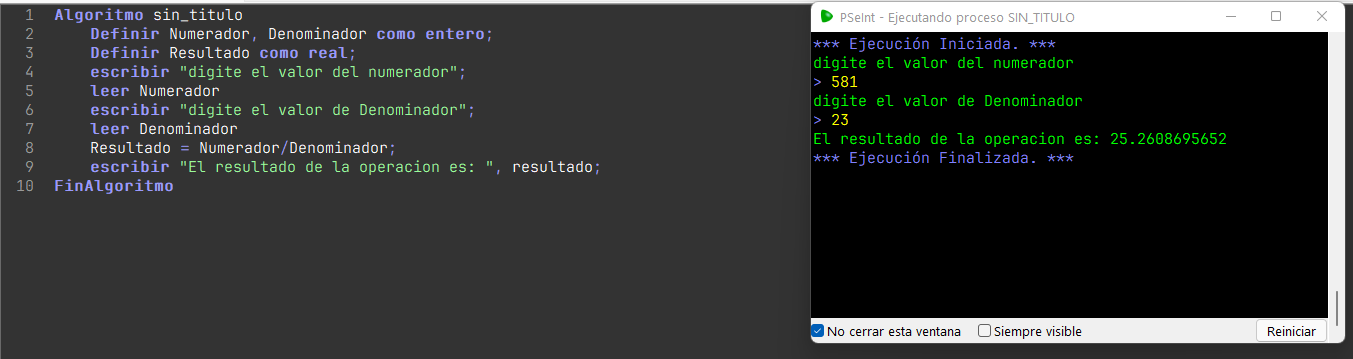 1 Algoritmo sin_titulo
2 Definir Numerador, Denominador como entero;
3 Definir Resultado como real;
4 escribir "digite el valor del numerador";
5 leer Numerador
6 escribir "digite el valor de Denominador";
7 leer Denominador
8 Resultado = Numerador/Denominador;
9 escribir "El resultado de la operacion es: ", resultado;
10 FinAlgoritmo
PSeInt - Ejecutando proceso SIN_TITULO
*** Ejecución Iniciada. ***
digite el valor del numerador
> 581
digite el valor de Denominador
> 23
El resultado de la operacion es: 25.2608695652
*** Ejecución Finalizada. ***
No cerrar esta ventana Siempre visible Reiniciar